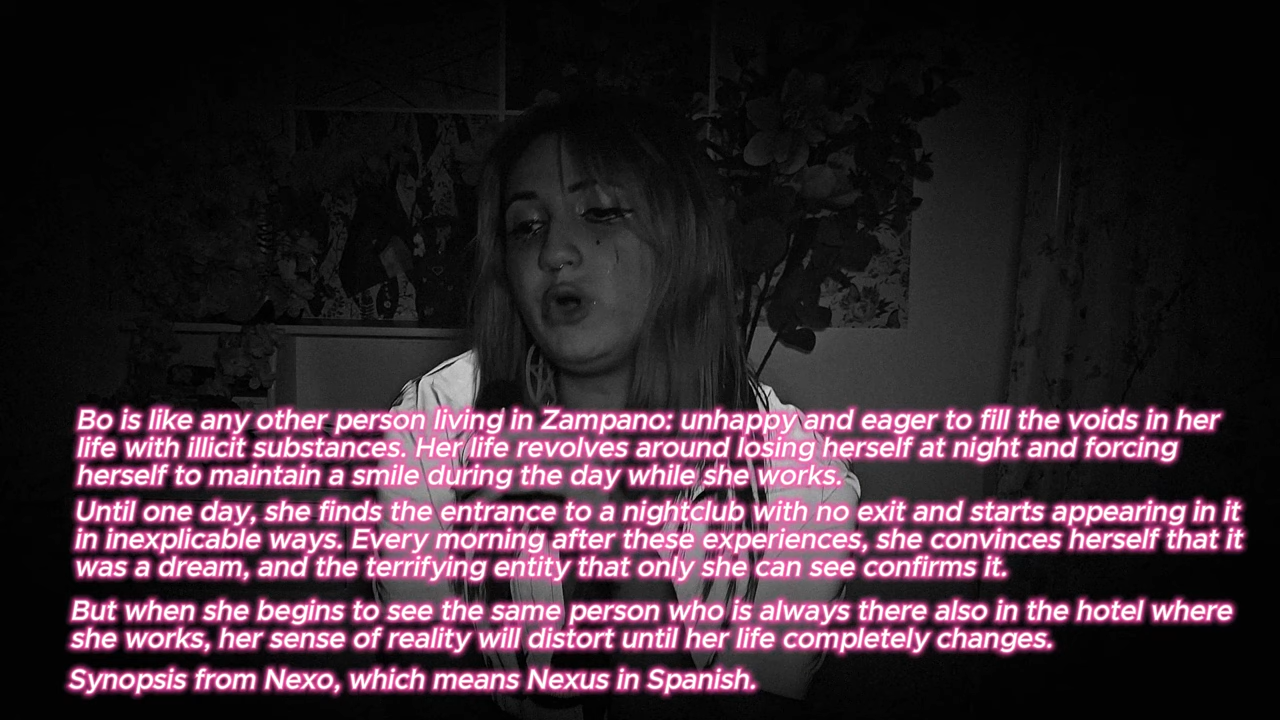 Bo is like any other person living in Zampano: unhappy and eager to fill the voids in her
life with illicit substances. Her life revolves around losing herself at night and forcing
herself to maintain a smile during the day while she works.
Until one day, she finds the entrance to a nightclub with no exit and starts appearing in it
in inexplicable ways. Every morning after these experiences, she convinces herself that it
was a dream, and the terrifying entity that only she can see confirms it.
But when she begins to see the same person who is always there also in the hotel where
she works, her sense of reality will distort until her life completely changes.
Synopsis from Nexo, which means Nexus in Spanish.